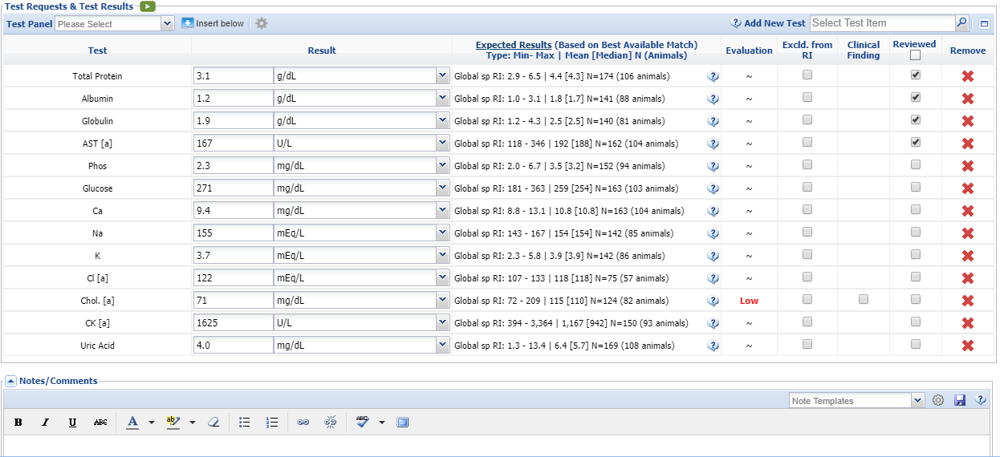 Test Requests & Test Results
Test Panel Please Select Insert below Add New Test Select Test Item
Test Result Expected Results (Based on Best Available Match) Evaluation Excld. from Clinical Reviewed Remove
Type: Min- Max | Mean [Median] N (Animals) RI Finding
Total Protein 3.1 g/dL Global sp RI: 2.9 - 6.5 | 4.4 [4.3] N=174 (106 animals) ~
Albumin 1.2 g/dL Global sp RI: 1.0 - 3.1 | 1.8 [1.7] N=141 (88 animals) ~
Globulin 1.9 g/dL Global sp RI: 1.2 - 4.3 | 2.5 [2.5] N=140 (81 animals) ~
AST [a] 167 U/L Global sp RI: 118 - 346 | 192 [188] N=162 (104 animals) ~
Phos 2.3 mg/dL Global sp RI: 2.0 - 6.7 | 3.5 [3.2] N=152 (94 animals) ~
Glucose 271 mg/dL Global sp RI: 181 - 363 | 259 [254] N=163 (103 animals) ~
Ca 9.4 mg/dL Global sp RI: 8.8 - 13.1 | 10.8 [10.8] N=163 (104 animals) ~
Na 155 mEq/L Global sp RI: 143 - 167 | 154 [154] N=142 (85 animals) ~
K 3.7 mEq/L Global sp RI: 2.3 - 5.8 | 3.9 [3.9] N=142 (86 animals) ~
Cl [a] 122 mEq/L Global sp RI: 107 - 133 | 118 [118] N=75 (57 animals) ~
Chol. [a] 71 mg/dL Global sp RI: 72 - 209 | 115 [110] N=124 (82 animals) Low
CK [a] 1625 U/L Global sp RI: 394 - 3,364 | 1,167 [942] N=150 (93 animals) ~
Uric Acid 4.0 mg/dL Global sp RI: 1.3 - 13.4 | 6.4 [5.7] N=169 (108 animals) ~
Notes/Comments
Note Templates
B I U ABC A ab ABC